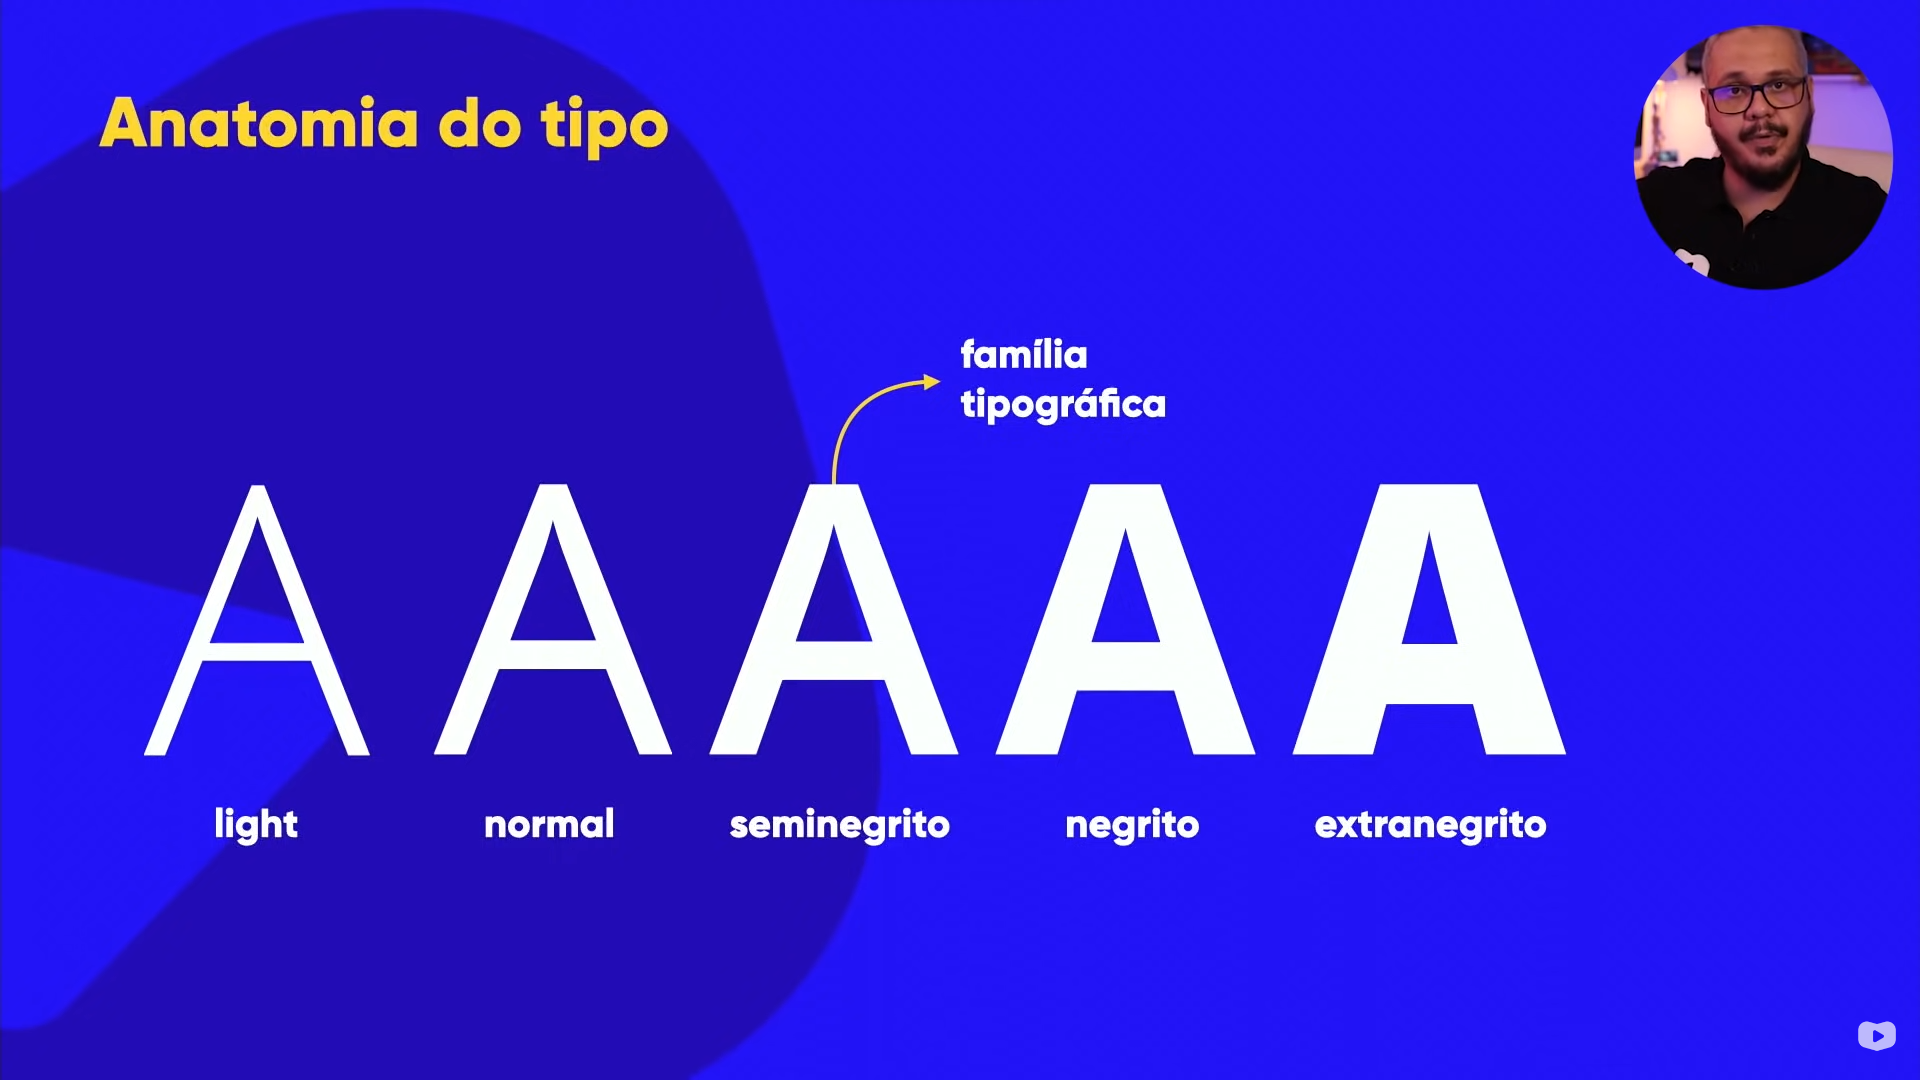 Anatomia do tipo
família
tipográfica
A A A A A
light normal seminegrito negrito extranegrito